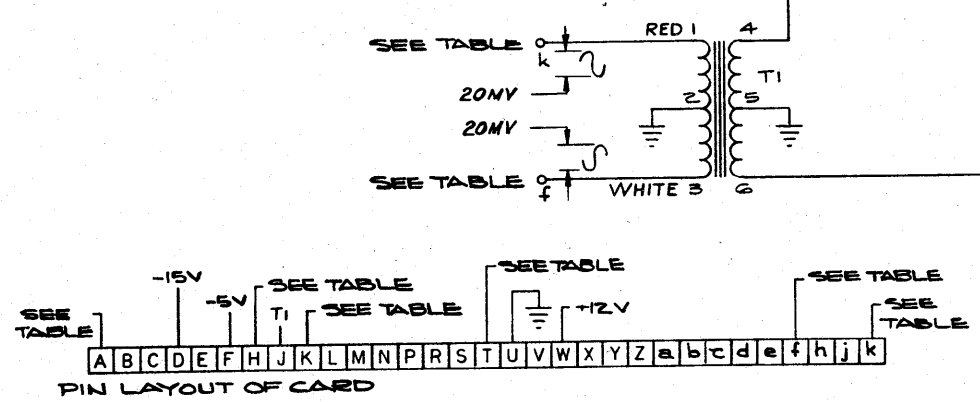 RED 1
4
SEE TABLE
k
T1
20MV
2
5
20MV
SEE TABLE
f
WHITE 3
6
-15V
SEE TABLE
SEE TABLE
-5V
SEE TABLE
SEE TABLE
T1
SEE TABLE
+12V
SEE
TABLE
A B C D E F H J K L M N P R S T U V W X Y Z a b c d e f h j k
PIN LAYOUT OF CARD